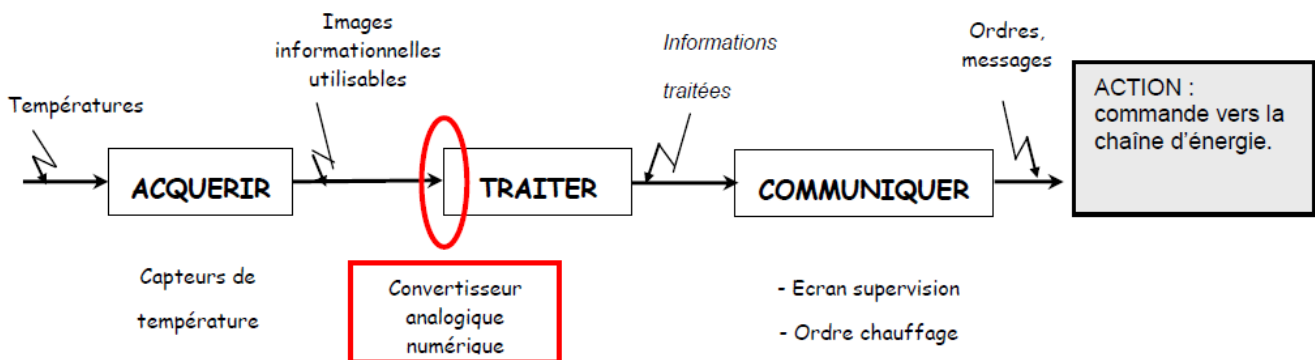 Températures
Images
informationnelles
utilisables
Informations
traitées
Ordres,
messages
ACQUERIR
TRAITER
COMMUNIQUER
ACTION :
commande vers la
chaîne d'énergie.
Capteurs de
température
Convertisseur
analogique
numérique
- Ecran supervision
- Ordre chauffage